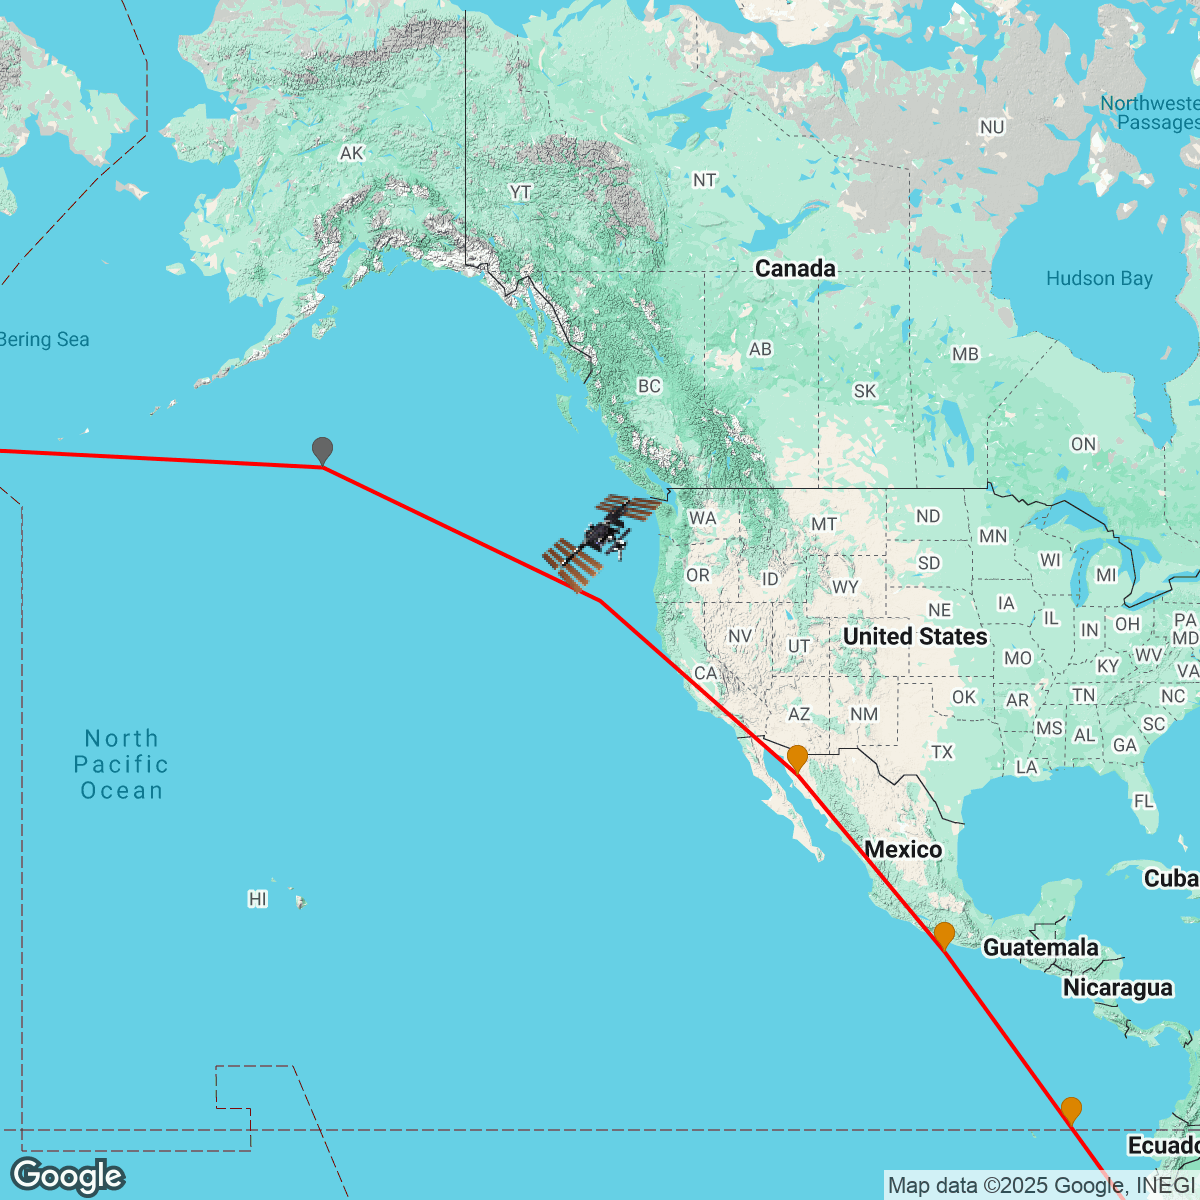 Northweste
Passages
NU
AK
NT
YT
Canada
Hudson Bay
Bering Sea
AB
MB
BC
SK
ON
WA
ND
MT
MN
WI
SD
OR
ID
MI
WY
IA
NE
IL
OH
PA
IN
NV
United States
MD
UT
WV
MO
KY
CA
VA
OK
AR
TN
NC
AZ
NM
SC
MS
AL
North
Pacific
Ocean
GA
TX
LA
FL
Mexico
Cuba
HI
Guatemala
Nicaragua
Ecuado
Google
Map data ©2025 Google, INEGI